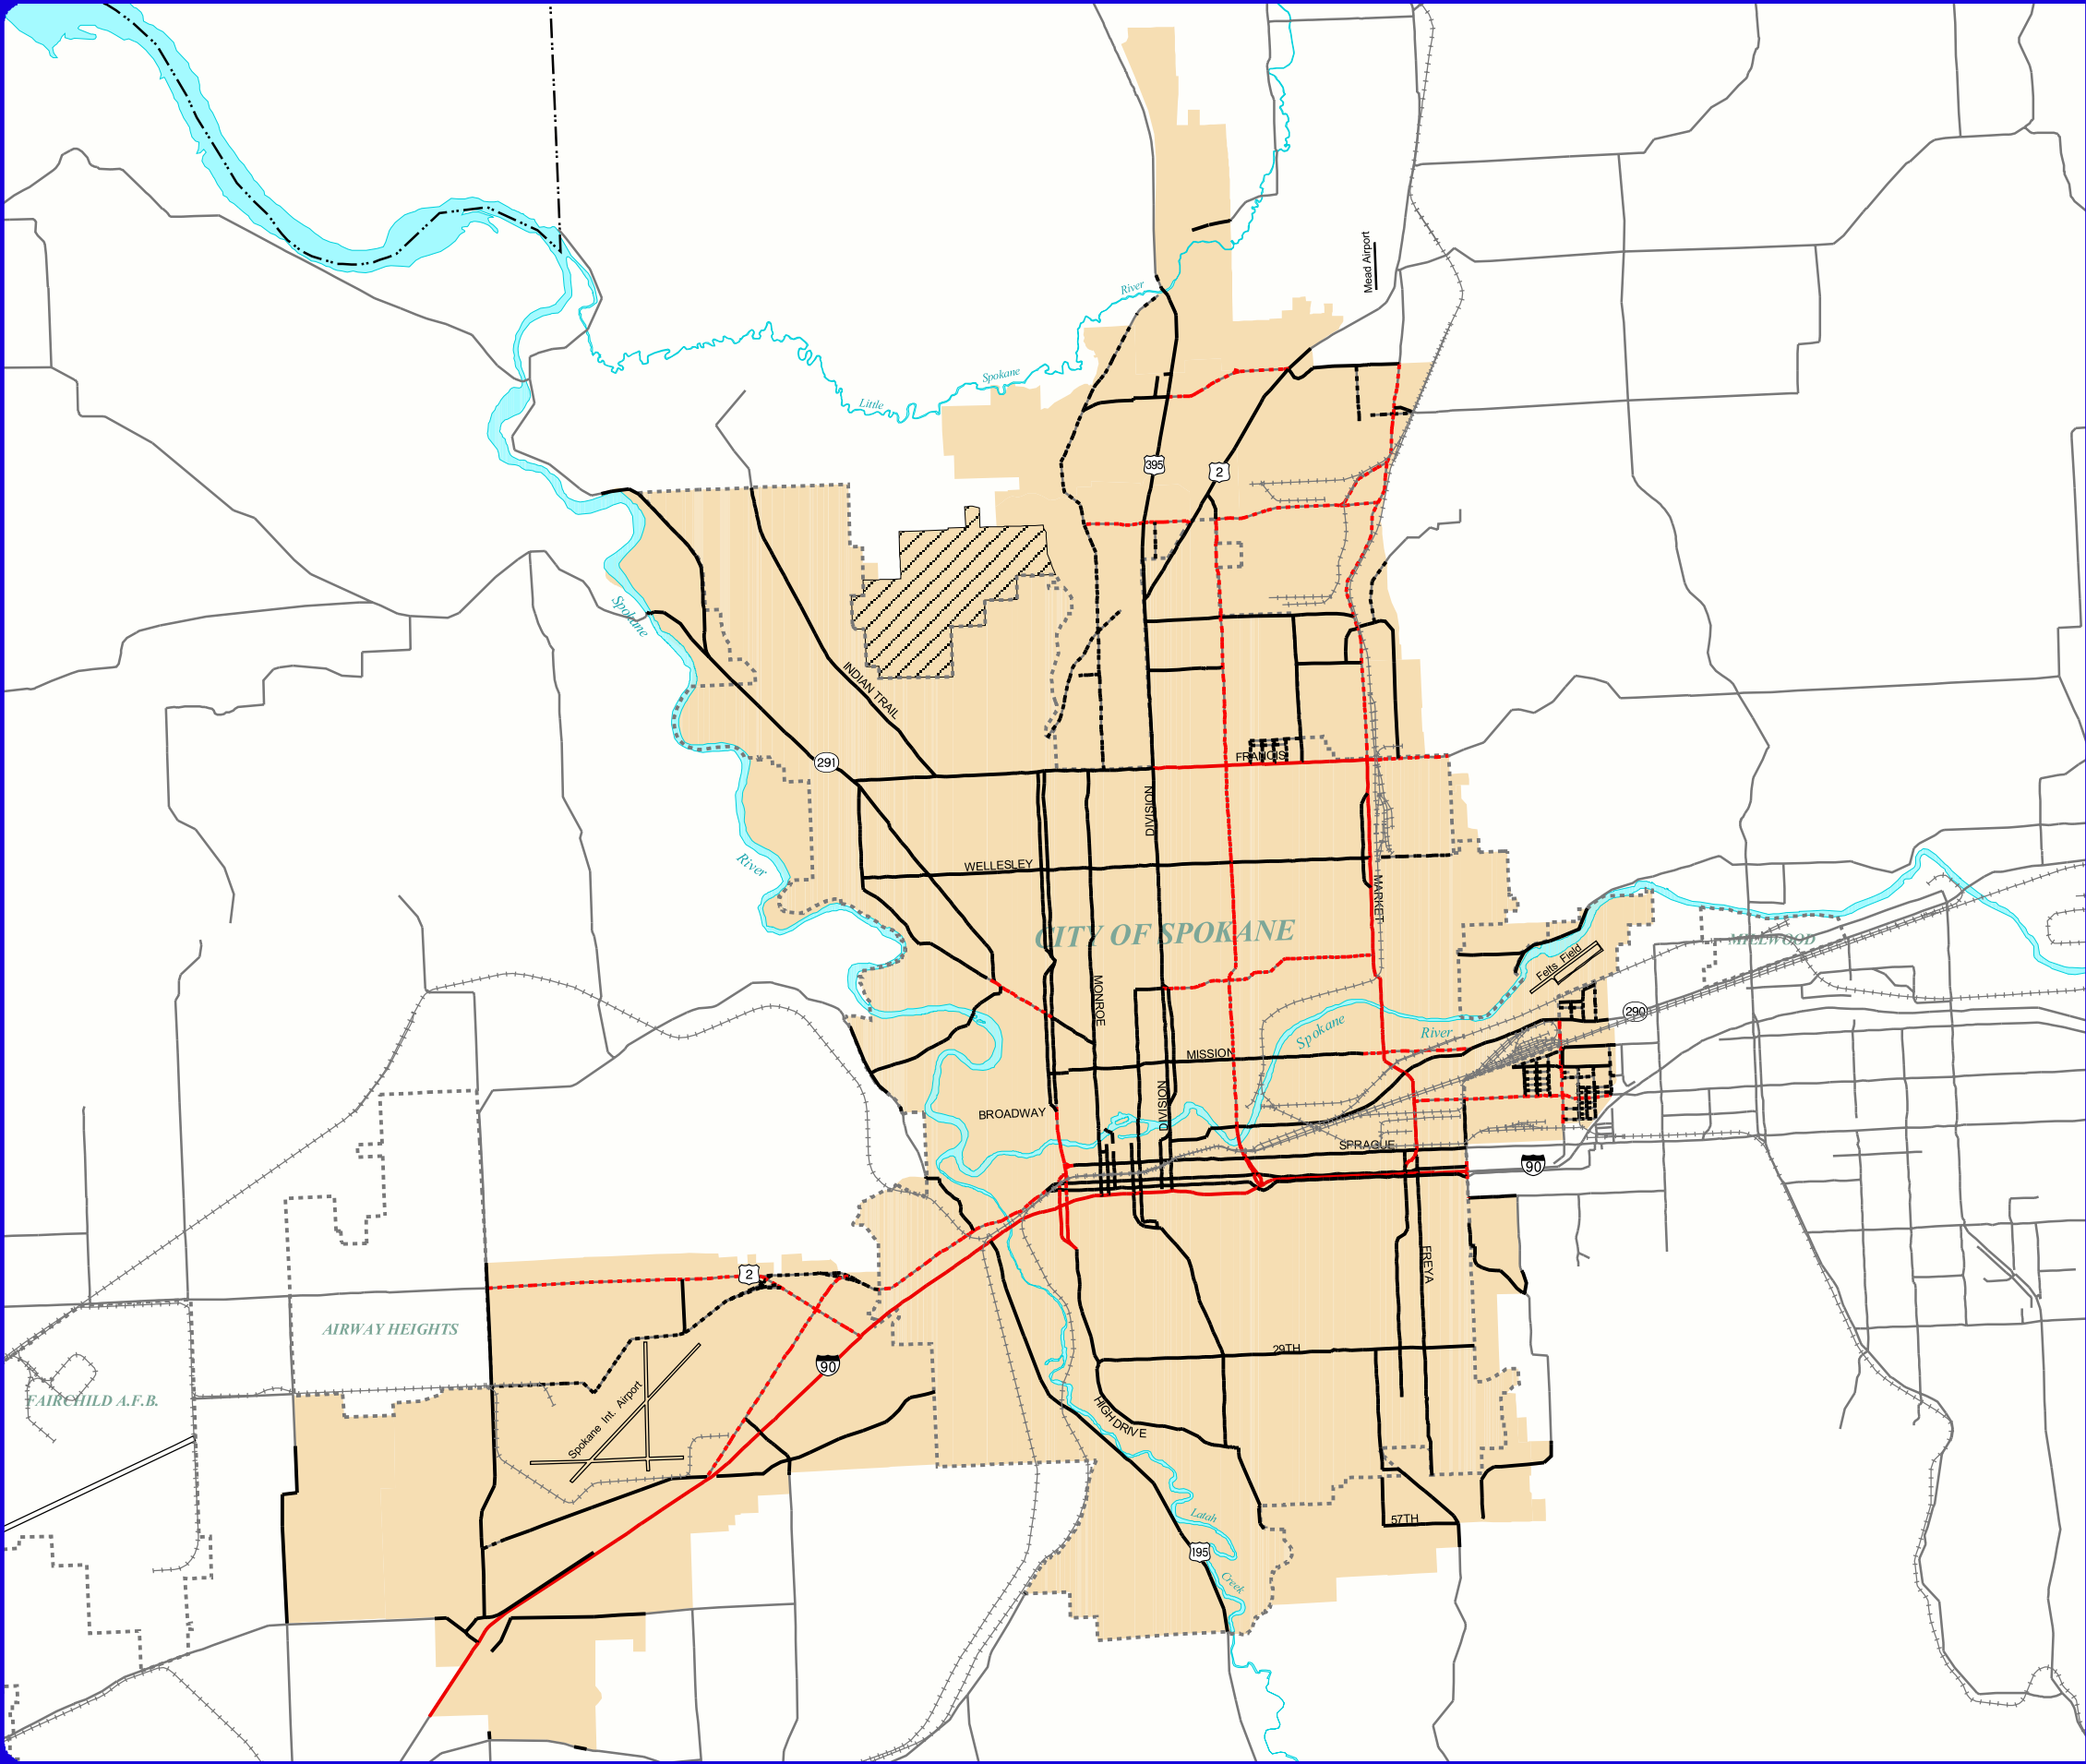 Mead Airport
River
Spokane
Little
395
2
Spokane
INDIAN TRAIL
291
FRANCIS
DIVISION
WELLESLEY
River
MARKET
CITY OF SPOKANE
MILLWOOD
Felts Field
MONROE
290
Spokane
River
MISSION
DIVISION
BROADWAY
SPRAGUE
90
FREYA
2
AIRWAY HEIGHTS
29TH
90
FAIRCHILD A.F.B.
Spokane Int. Airport
HIGH DRIVE
Latah
57TH
195
Creek